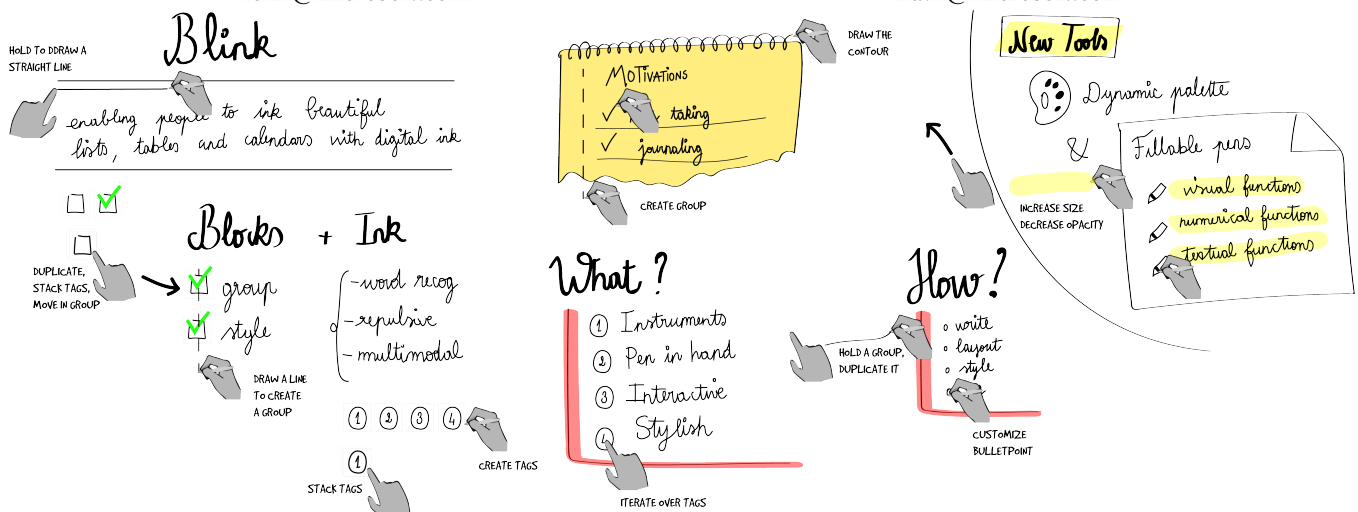 Blink
HOLD TO DDRAW A
STRAIGHT LINE
enabling people to ink beautiful
lists, tables and calendars with digital ink
DUPLICATE,
STACK TAGS,
MOVE IN GROUP
Blocks + Ink
group
style
DRAW A LINE
TO CREATE
A GROUP
-word recog
-repulsive
-multimodal
1 2 3 4
CREATE TAGS
1
STACK TAGS
DRAW THE
CONTOUR
MOTIVATIONS
taking
journaling
CREATE GROUP
What?
1 Instruments
2 Pen in hand
3 Interactive
4 Stylish
ITERATE OVER TAGS
HOLD A GROUP,
DUPLICATE IT
How?
write
layout
style
CUSTOMIZE
BULLETPOINT
New Tools
Dynamic palette
&
INCREASE SIZE
DECREASE OPACITY
Fillable pens
visual functions
numerical functions
textual functions